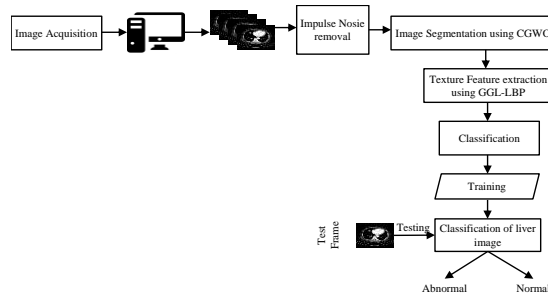 Image Acquisition
Impulse Nosie
removal
Image Segmentation using CGWO
Texture Feature extraction
using GGL-LBP
Classification
Training
Test
Frame
Testing
Classification of liver
image
Abnormal
Normal